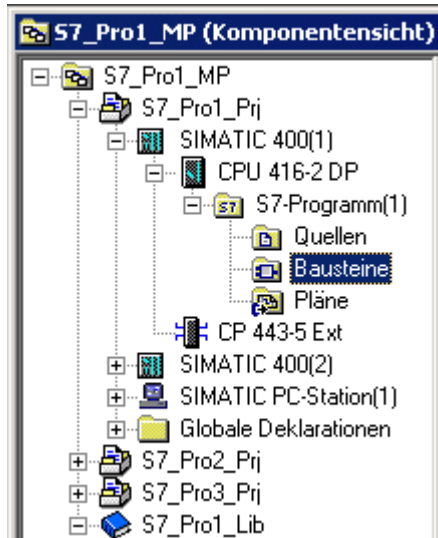 S7_Pro1_MP (Komponentensicht)
S7_Pro1_MP
S7_Pro1_Prj
SIMATIC 400(1)
CPU 416-2 DP
S7-Programm(1)
Quellen
Bausteine
Pläne
CP 443-5 Ext
SIMATIC 400(2)
SIMATIC PC-Station(1)
Globale Deklarationen
S7_Pro2_Prj
S7_Pro3_Prj
S7_Pro1_Lib